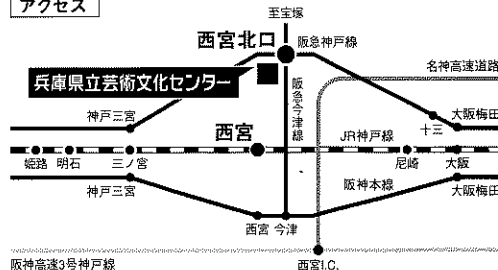 アクセス
至宝塚
西宮北口
阪急神戸線
兵庫県立芸術文化センター
名神高速道路
阪急今津線
神戸三宮
十三
大阪梅田
西宮
JR神戸線
姫路
明石
三ノ宮
尼崎
大阪
神戸三宮
阪神本線
大阪梅田
西宮
今津
阪神高速3号神戸線
西宮I.C.